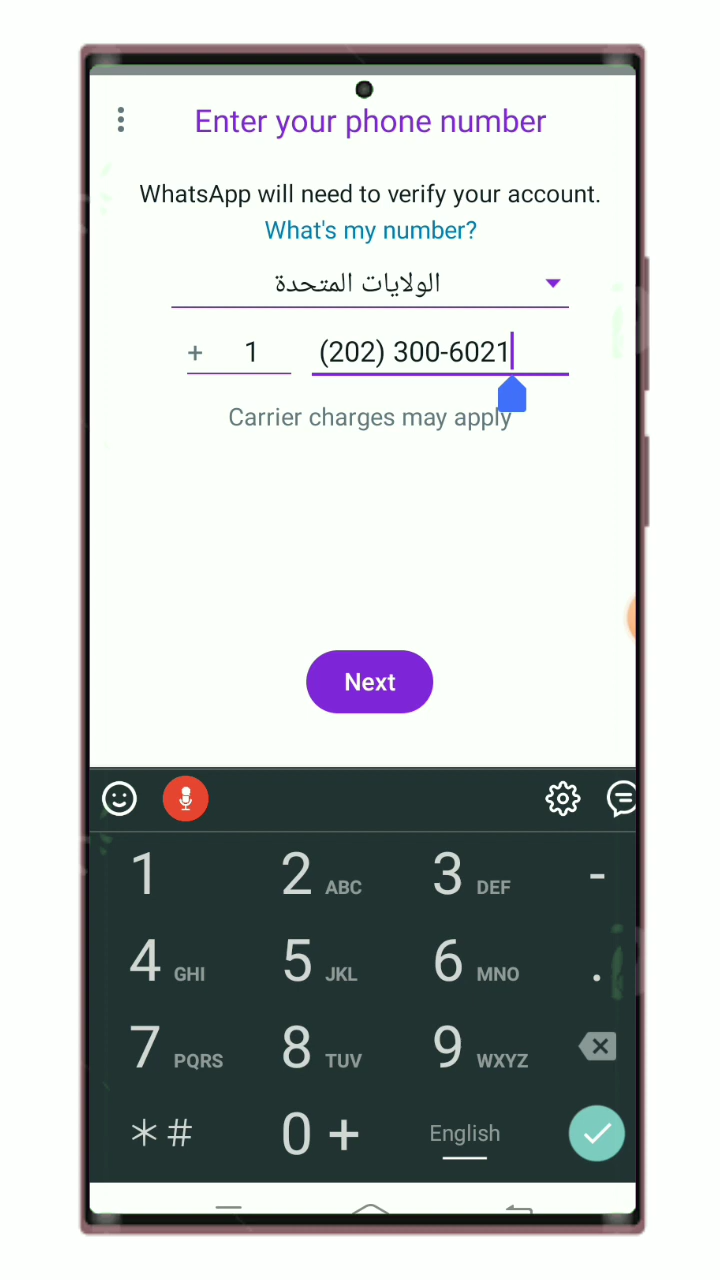 Enter your phone number
WhatsApp will need to verify your account.
What's my number?
الولايات المتحدة
+ 1 (202) 300-6021
Carrier charges may apply
Next
1 2 ABC 3 DEF -
4 GHI 5 JKL 6 MNO .
7 PQRS 8 TUV 9 WXYZ
*# 0 + English